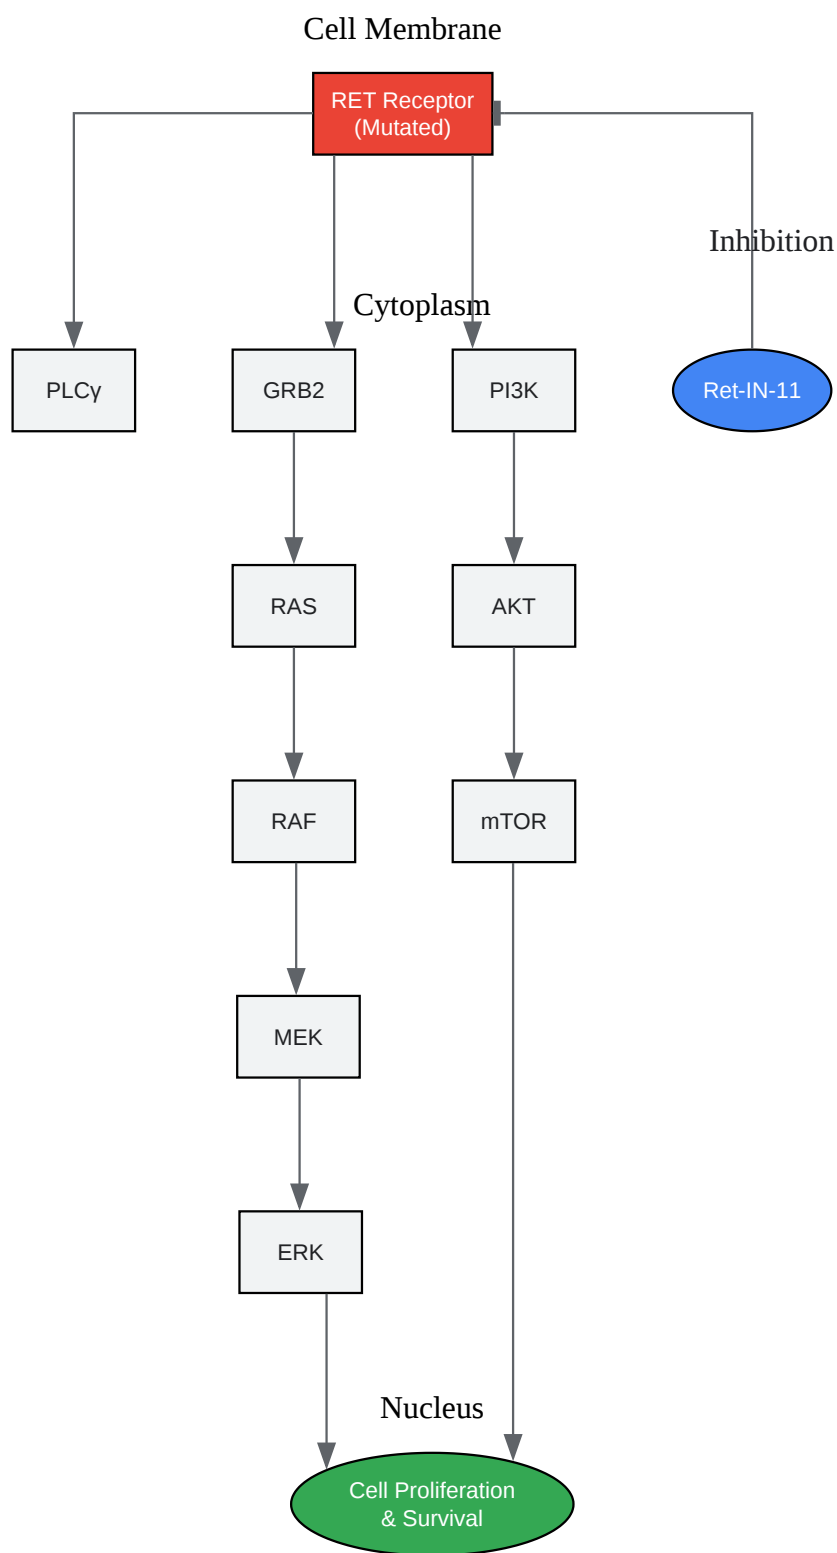 Cell Membrane
RET Receptor
(Mutated)
Inhibition
Cytoplasm
PLCγ
GRB2
PI3K
Ret-IN-11
RAS
AKT
RAF
mTOR
MEK
ERK
Nucleus
Cell Proliferation
& Survival